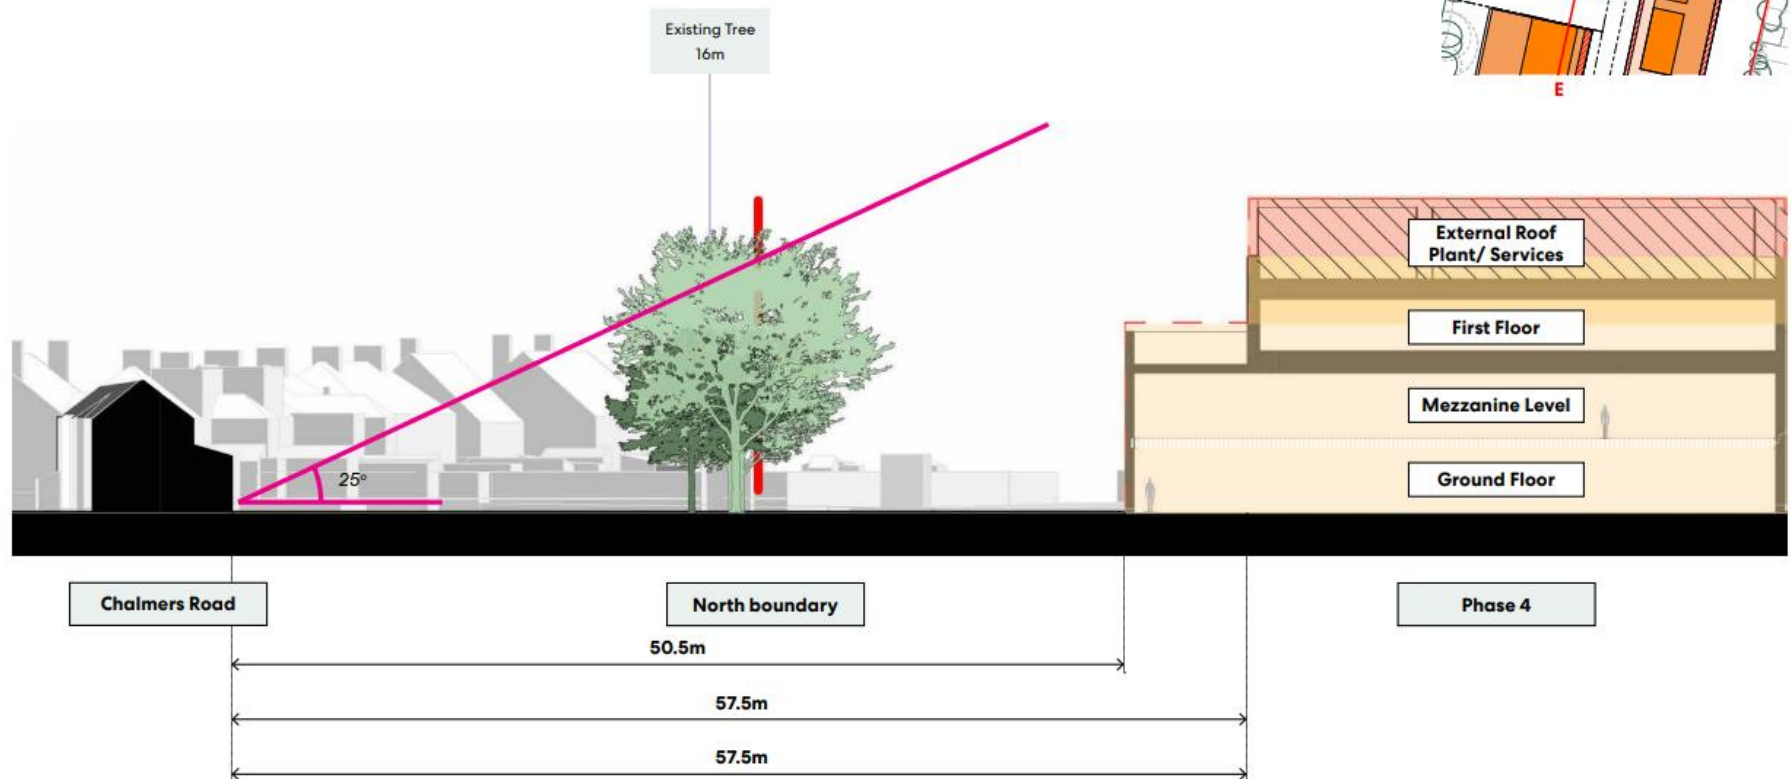 Existing Tree
16m
E
External Roof
Plant/ Services
First Floor
Mezzanine Level
Ground Floor
25°
Chalmers Road
North boundary
Phase 4
50.5m
57.5m
57.5m